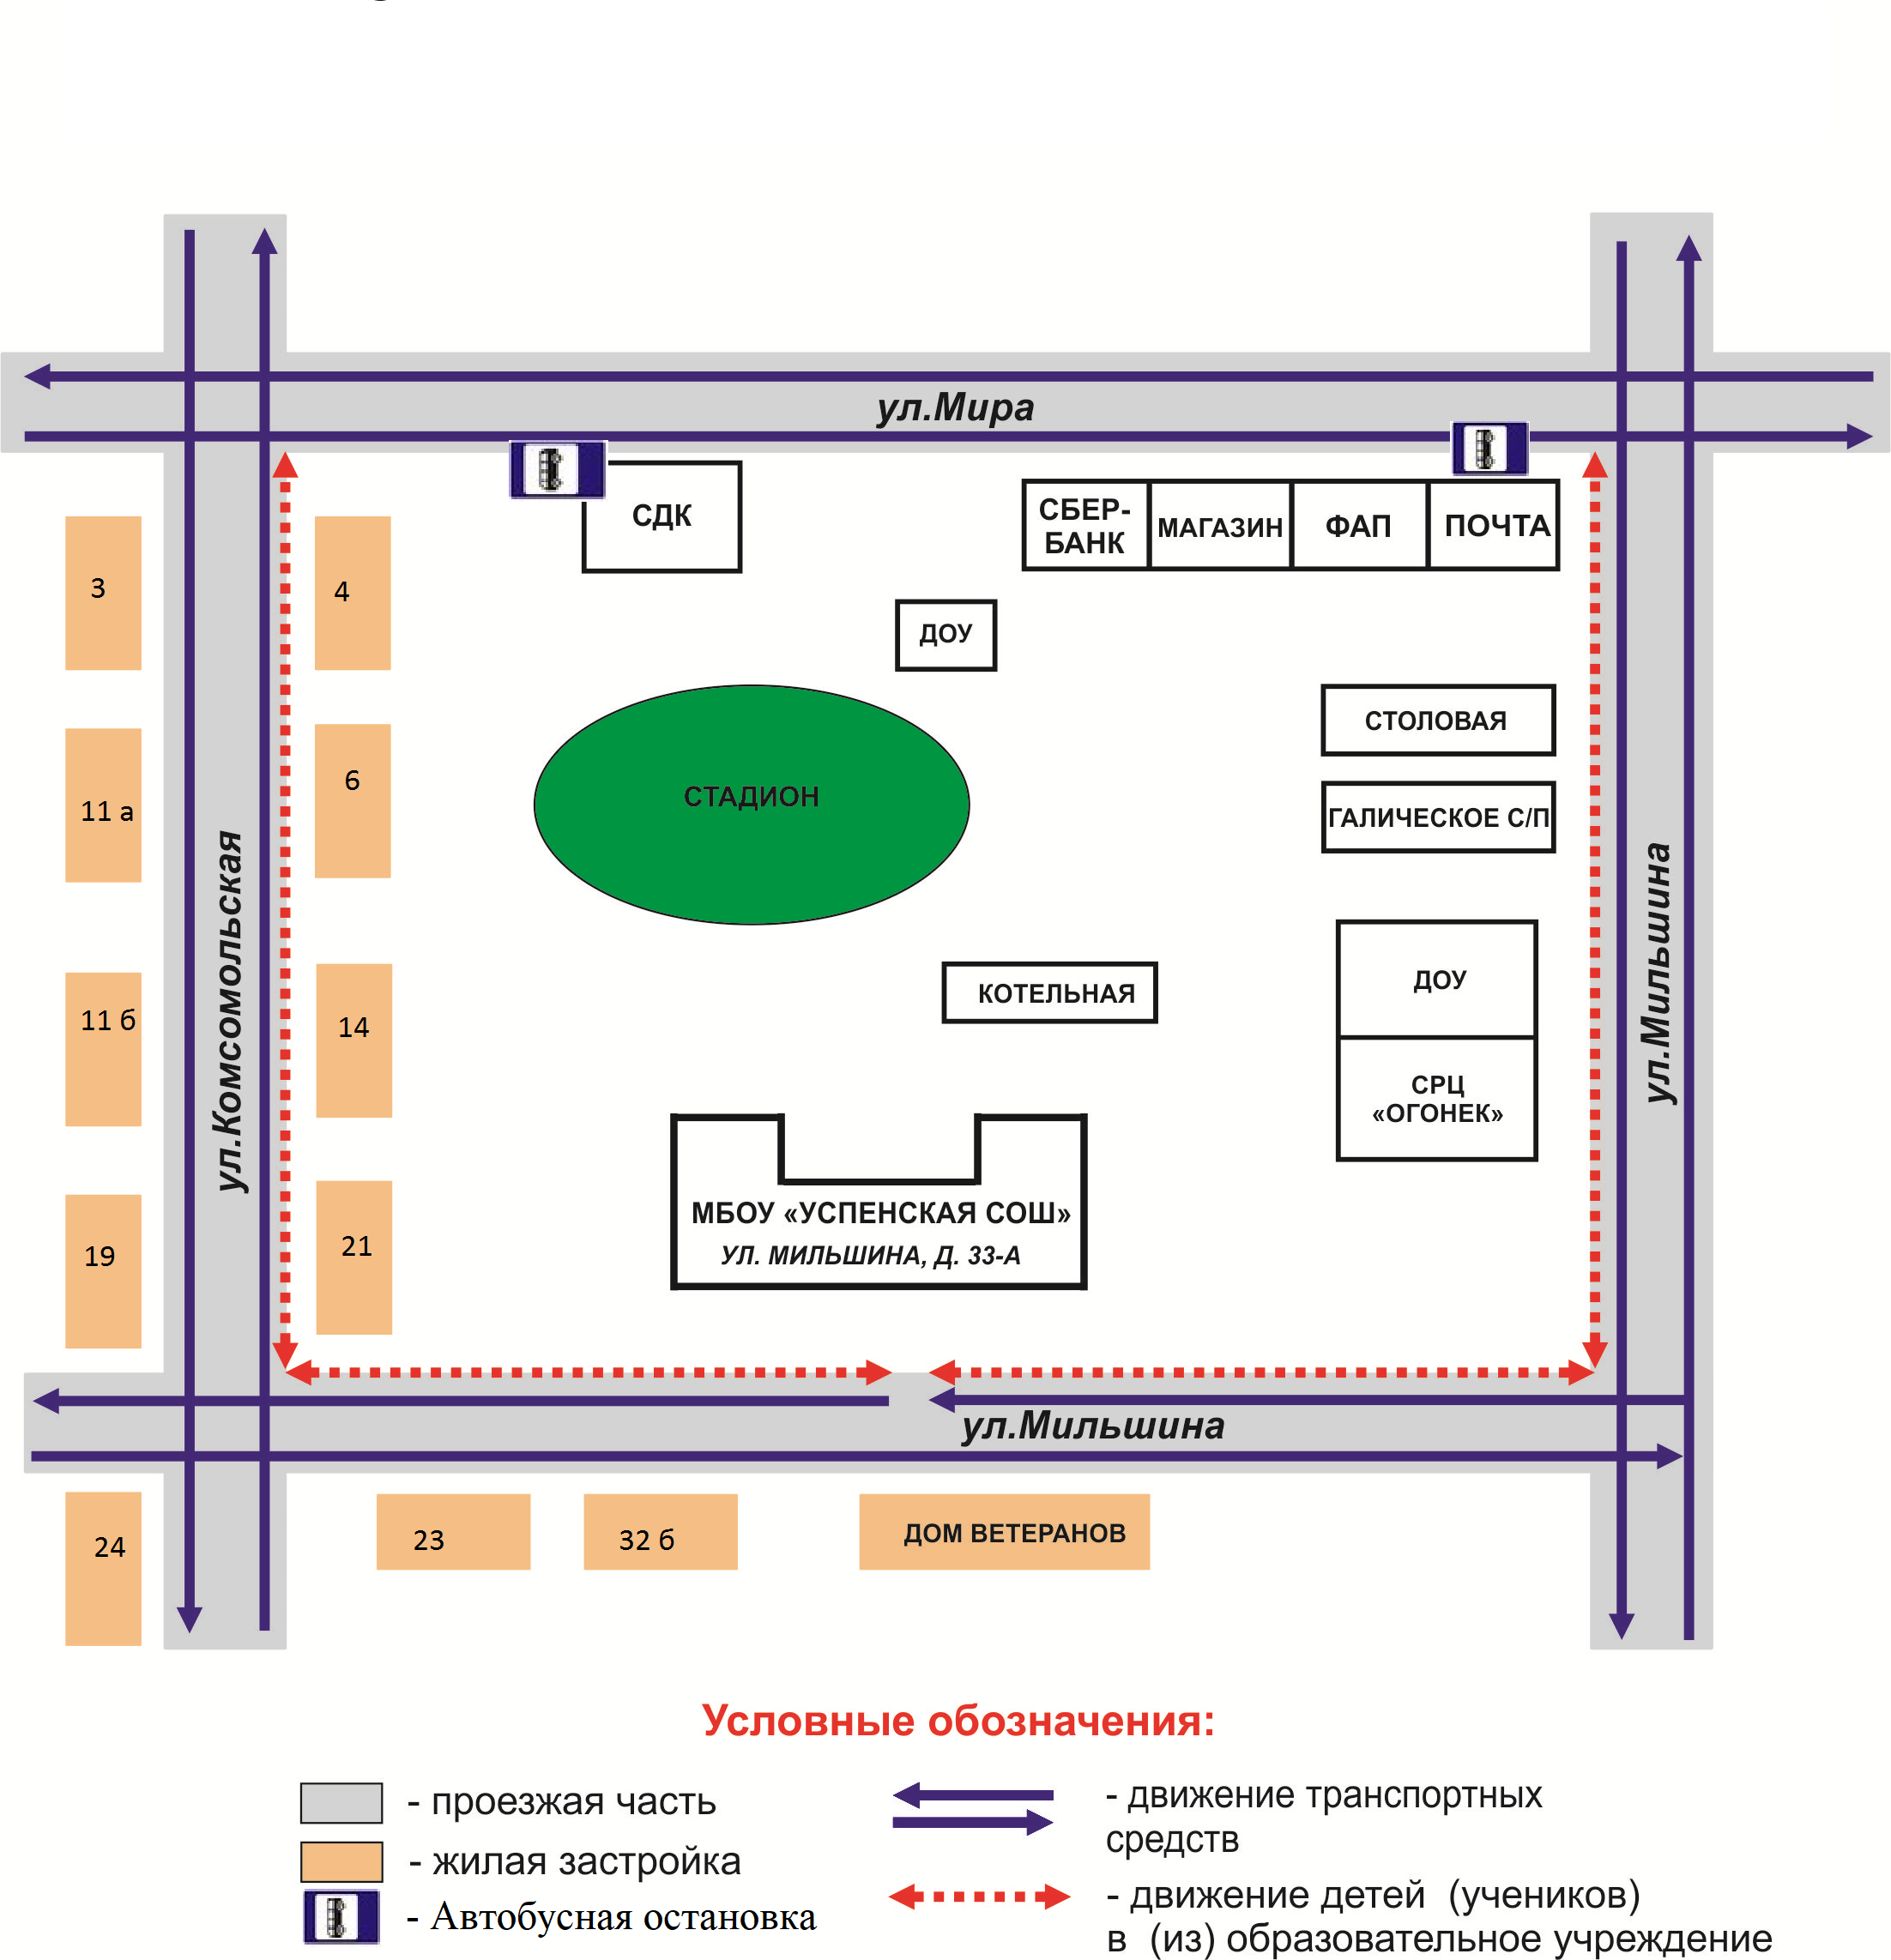 ул.Мира
СДК
СБЕР-
БАНК
МАГАЗИН
ФАП
ПОЧТА
3
4
ДОУ
СТОЛОВАЯ
6
СТАДИОН
11 а
ГАЛИЧЕСКОЕ С/П
ул.Комсомольская
ул.Мильшина
ДОУ
КОТЕЛЬНАЯ
11 б
14
СРЦ
«ОГОНЕК»
МБОУ «УСПЕНСКАЯ СОШ»
УЛ. МИЛЬШИНА, Д. 33-А
19
21
ул.Мильшина
24
23
32 б
ДОМ ВЕТЕРАНОВ
Условные обозначения:
- проезжая часть
- жилая застройка
- Автобусная остановка
- движение транспортных
средств
- движение детей (учеников)
в (из) образовательное учреждение